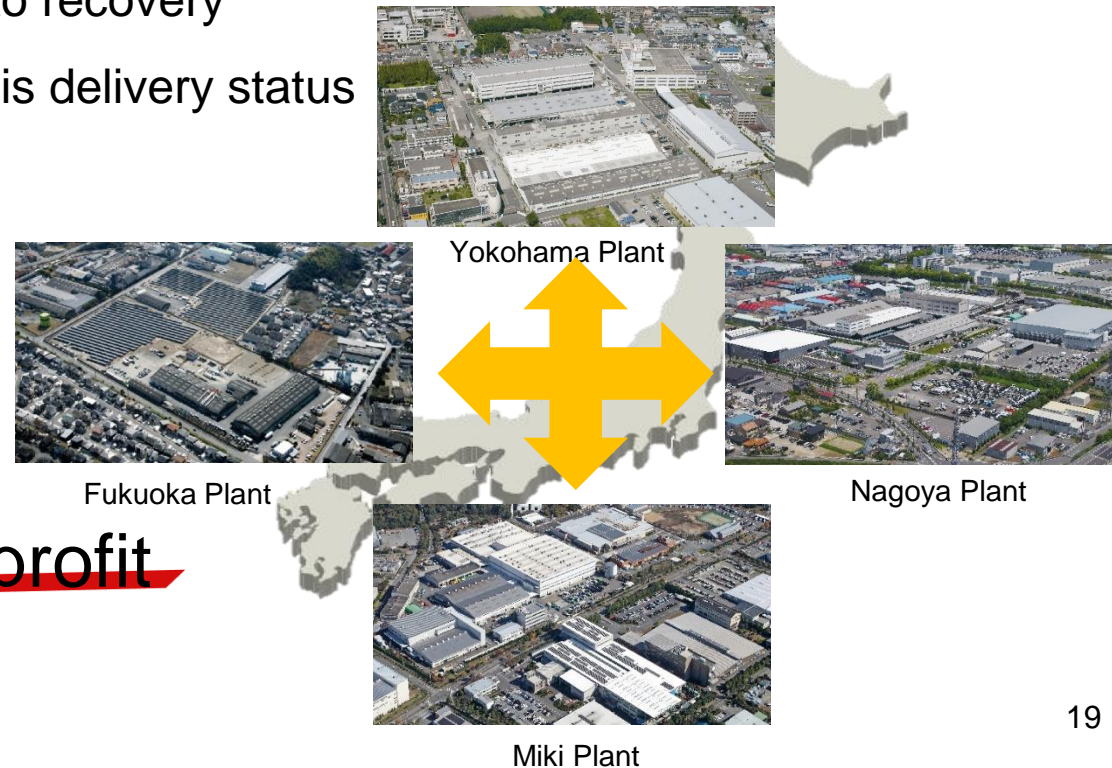 o recovery
is delivery status
Yokohama Plant
Fukuoka Plant
Nagoya Plant
profit
Miki Plant
19